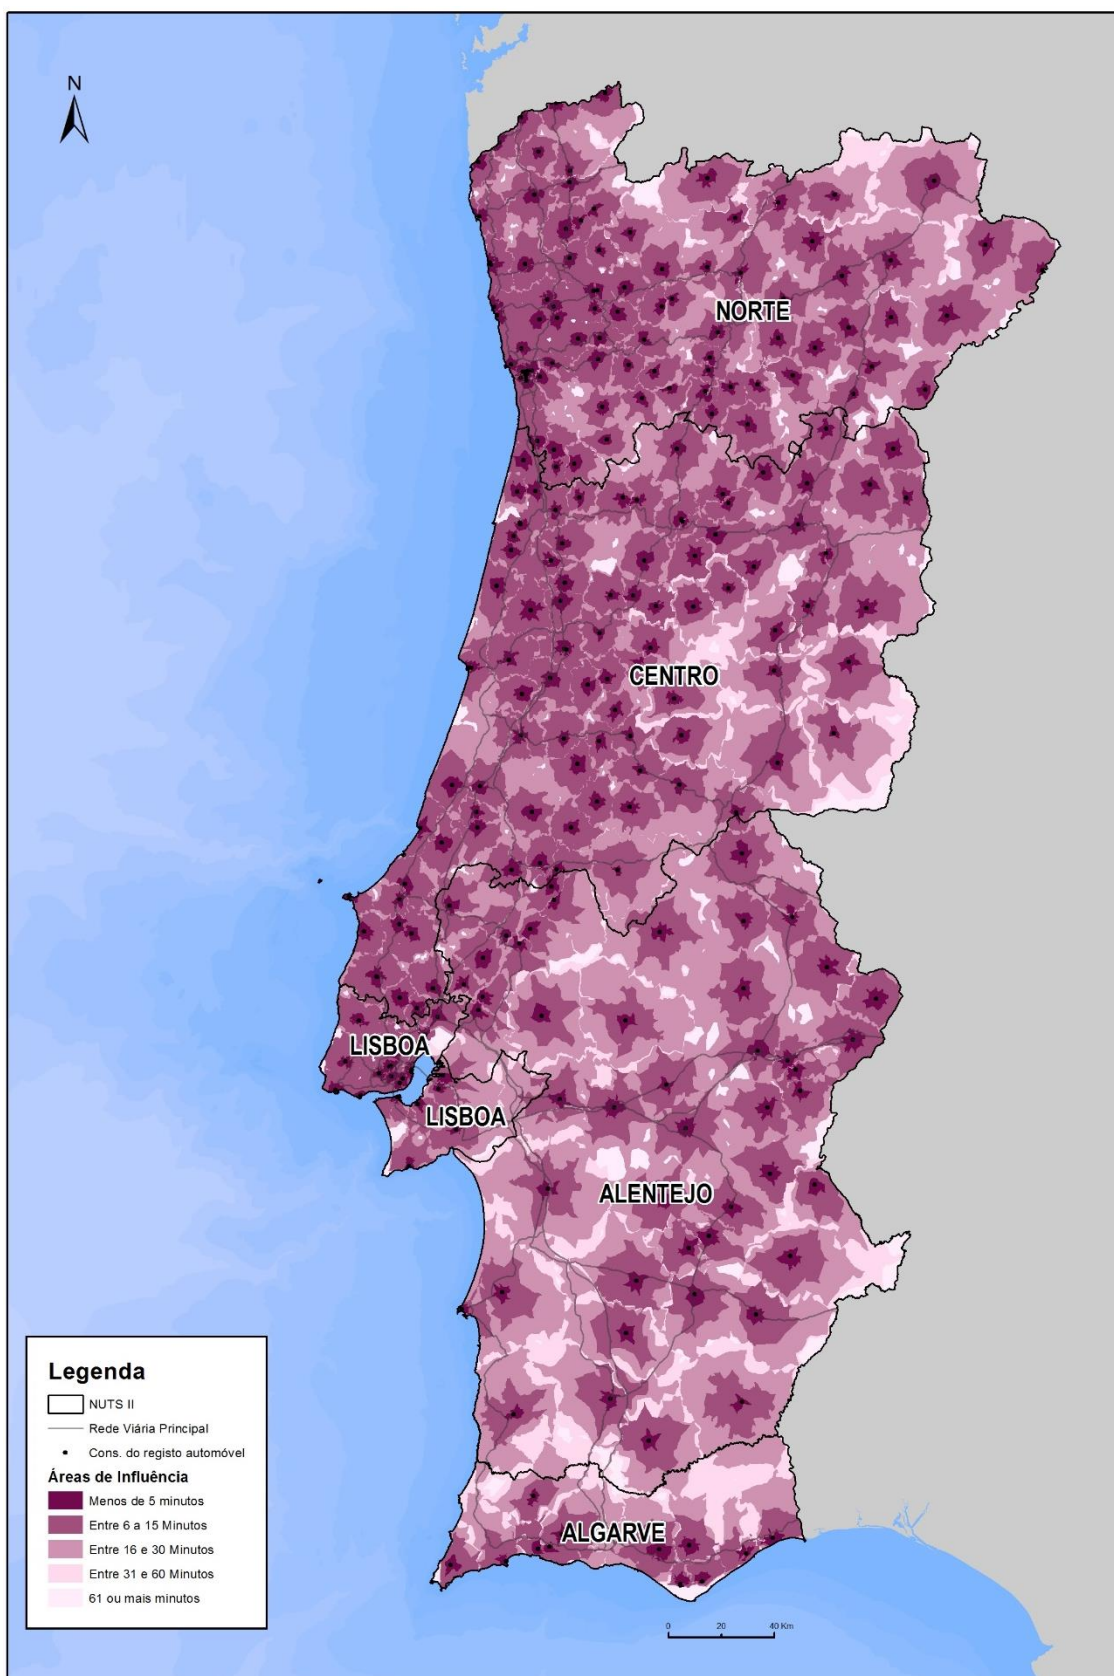 N
NORTE
CENTRO
LISBOA
LISBOA
ALENTEJO
ALGARVE
Legenda
NUTS II
Rede Viária Principal
Cons. do registo automóvel
Áreas de Influência
Menos de 5 minutos
Entre 6 a 15 Minutos
Entre 16 e 30 Minutos
Entre 31 e 60 Minutos
61 ou mais minutos
0 20 40 Km